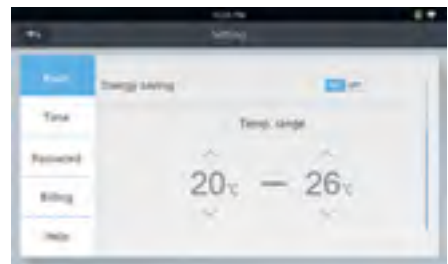 Setting
Energy saving
Time
Temp. range
Password
20℃ — 26℃
Billing
Help